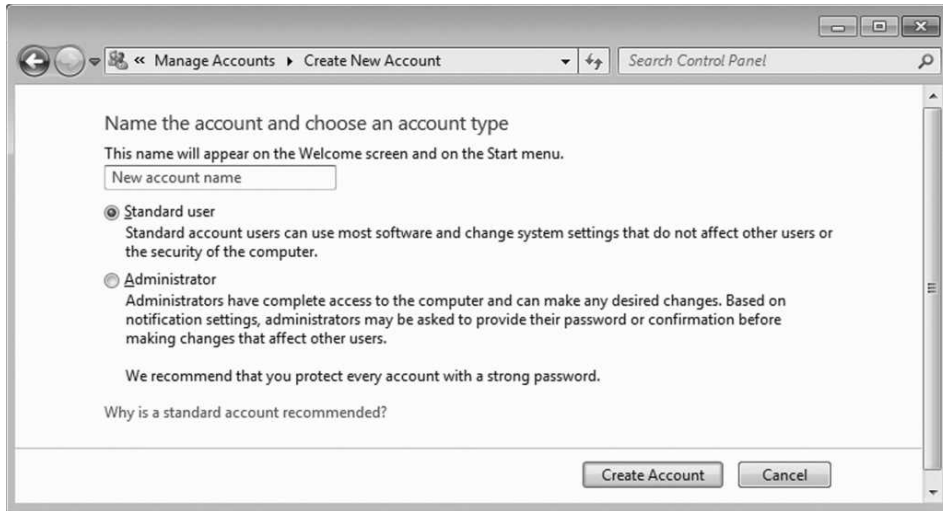 « Manage Accounts ▸ Create New Account
Search Control Panel
Name the account and choose an account type
This name will appear on the Welcome screen and on the Start menu.
New account name
Standard user
Standard account users can use most software and change system settings that do not affect other users or
the security of the computer.
Administrator
Administrators have complete access to the computer and can make any desired changes. Based on
notification settings, administrators may be asked to provide their password or confirmation before
making changes that affect other users.
We recommend that you protect every account with a strong password.
Why is a standard account recommended?
Create Account
Cancel